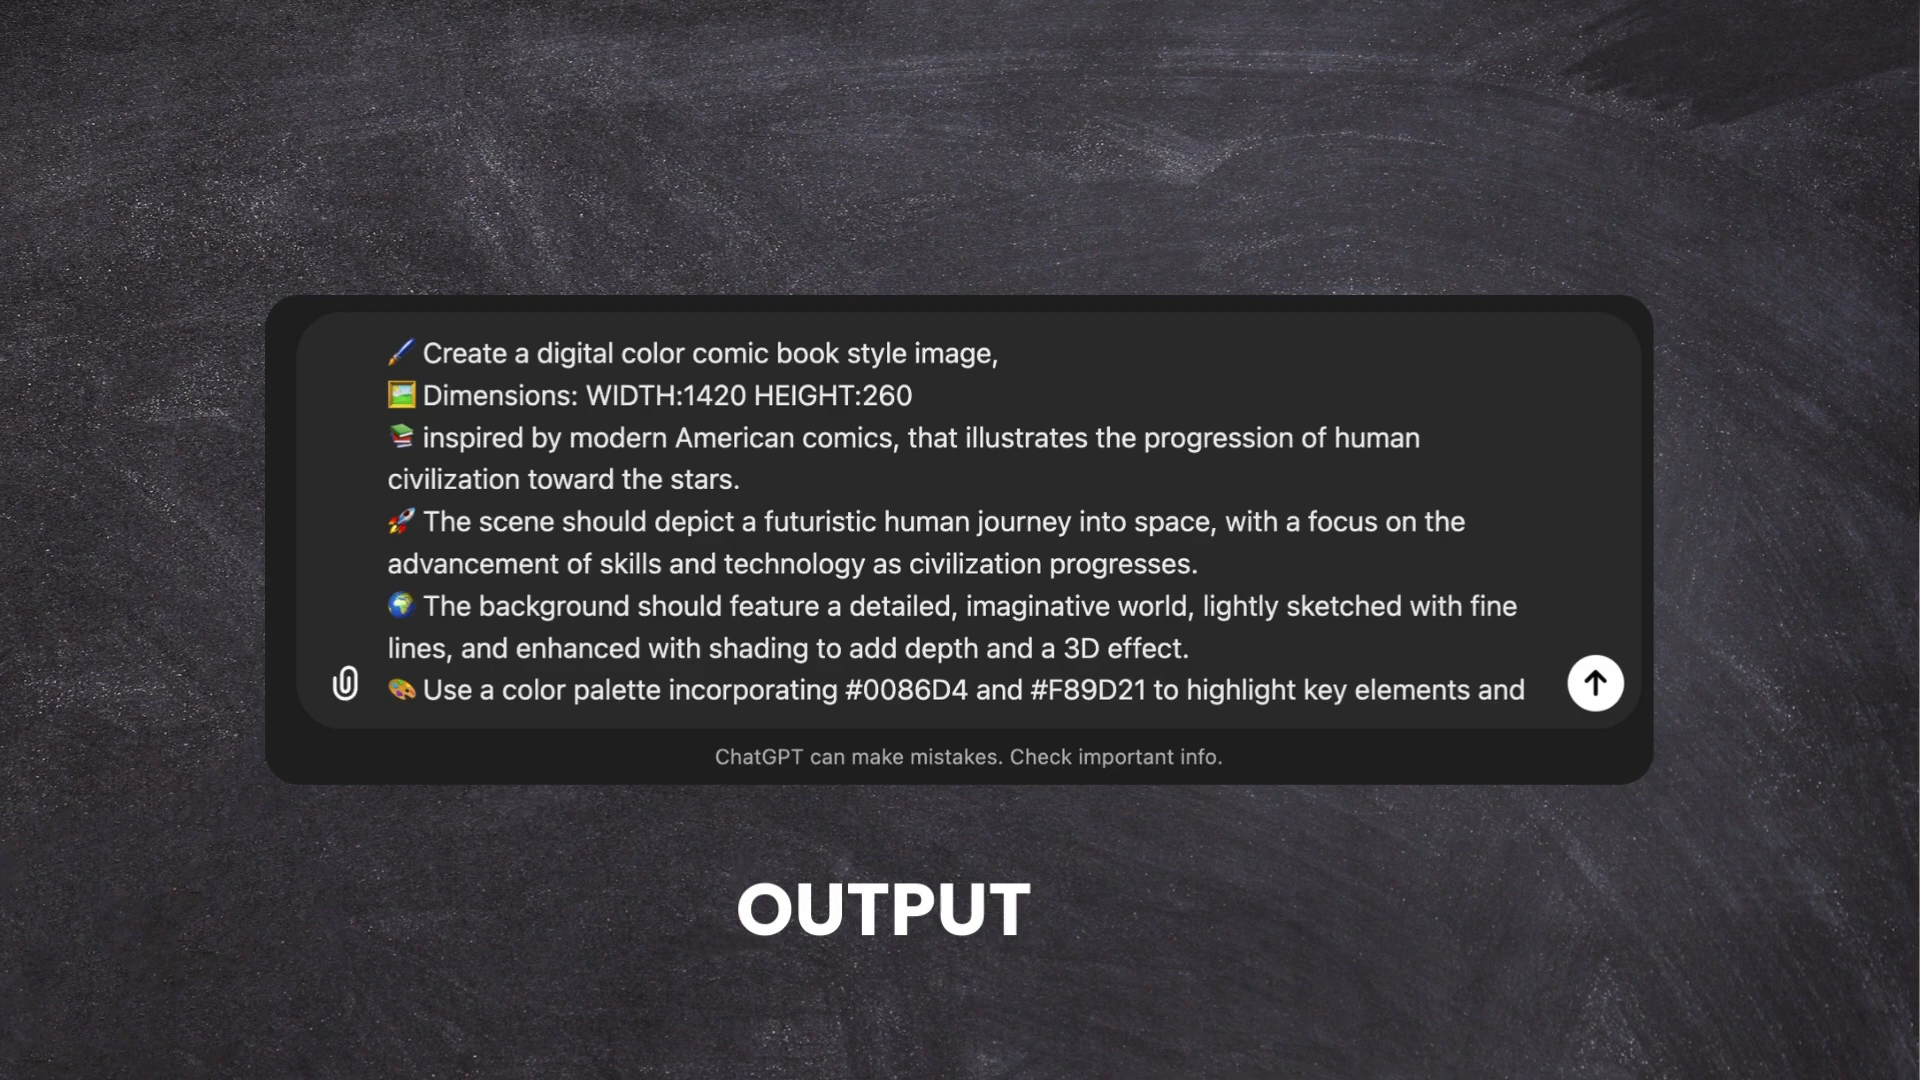 🖌️ Create a digital color comic book style image,
🖼️ Dimensions: WIDTH:1420 HEIGHT:260
📚 inspired by modern American comics, that illustrates the progression of human
civilization toward the stars.
🚀 The scene should depict a futuristic human journey into space, with a focus on the
advancement of skills and technology as civilization progresses.
🌍 The background should feature a detailed, imaginative world, lightly sketched with fine
lines, and enhanced with shading to add depth and a 3D effect.
🎨 Use a color palette incorporating #0086D4 and #F89D21 to highlight key elements and
ChatGPT can make mistakes. Check important info.
OUTPUT